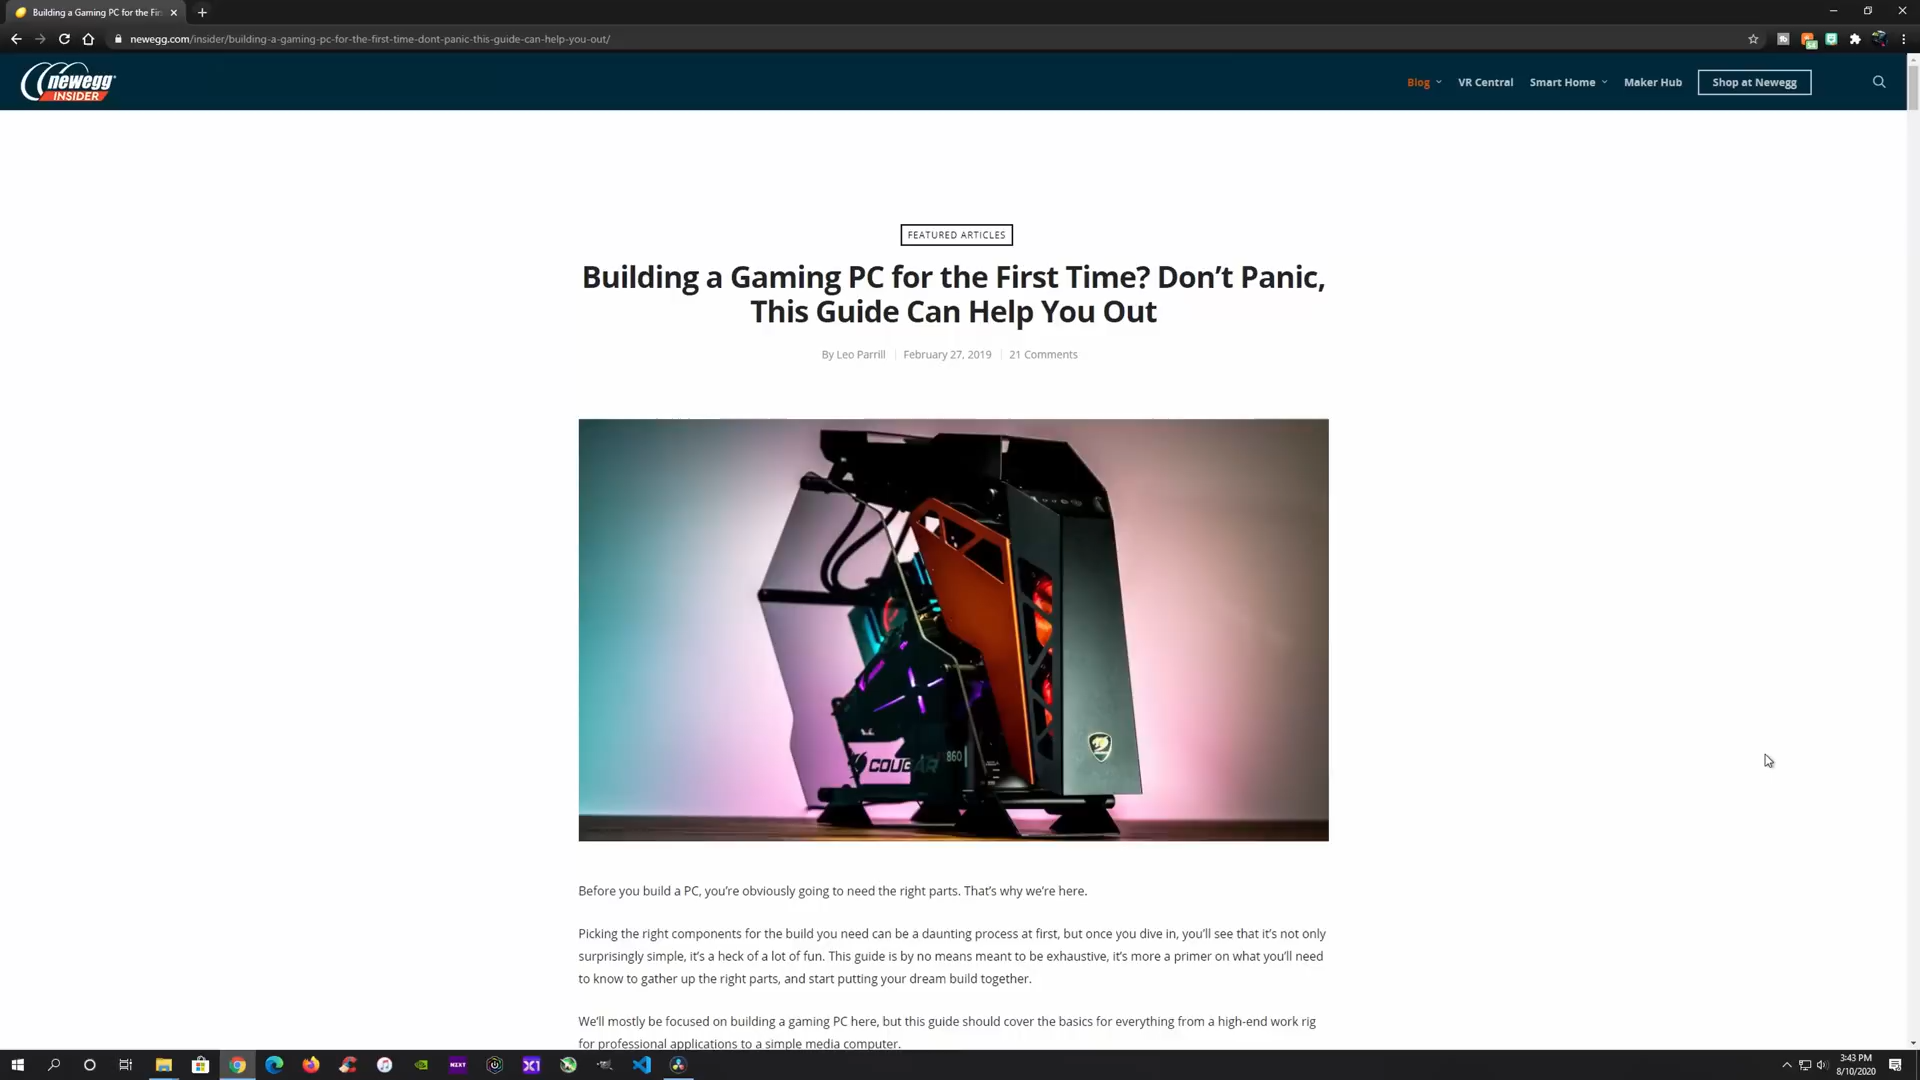 Building a Gaming PC for the Fir
newegg.com/insider/building-a-gaming-pc-for-the-first-time-dont-panic-this-guide-can-help-you-out/
newegg
INSIDER
Blog VR Central Smart Home Maker Hub Shop at Newegg
FEATURED ARTICLES
Building a Gaming PC for the First Time? Don’t Panic,
This Guide Can Help You Out
By Leo Parrill February 27, 2019 21 Comments
860
COUGAR
Before you build a PC, you’re obviously going to need the right parts. That’s why we’re here.
Picking the right components for the build you need can be a daunting process at first, but once you dive in, you’ll see that it’s not only
surprisingly simple, it’s a heck of a lot of fun. This guide is by no means meant to be exhaustive, it’s more a primer on what you’ll need
to know to gather up the right parts, and start putting your dream build together.
We’ll mostly be focused on building a gaming PC here, but this guide should cover the basics for everything from a high-end work rig
for professional applications to a simple media computer.
NZXT
X1
3:43 PM
8/10/2020